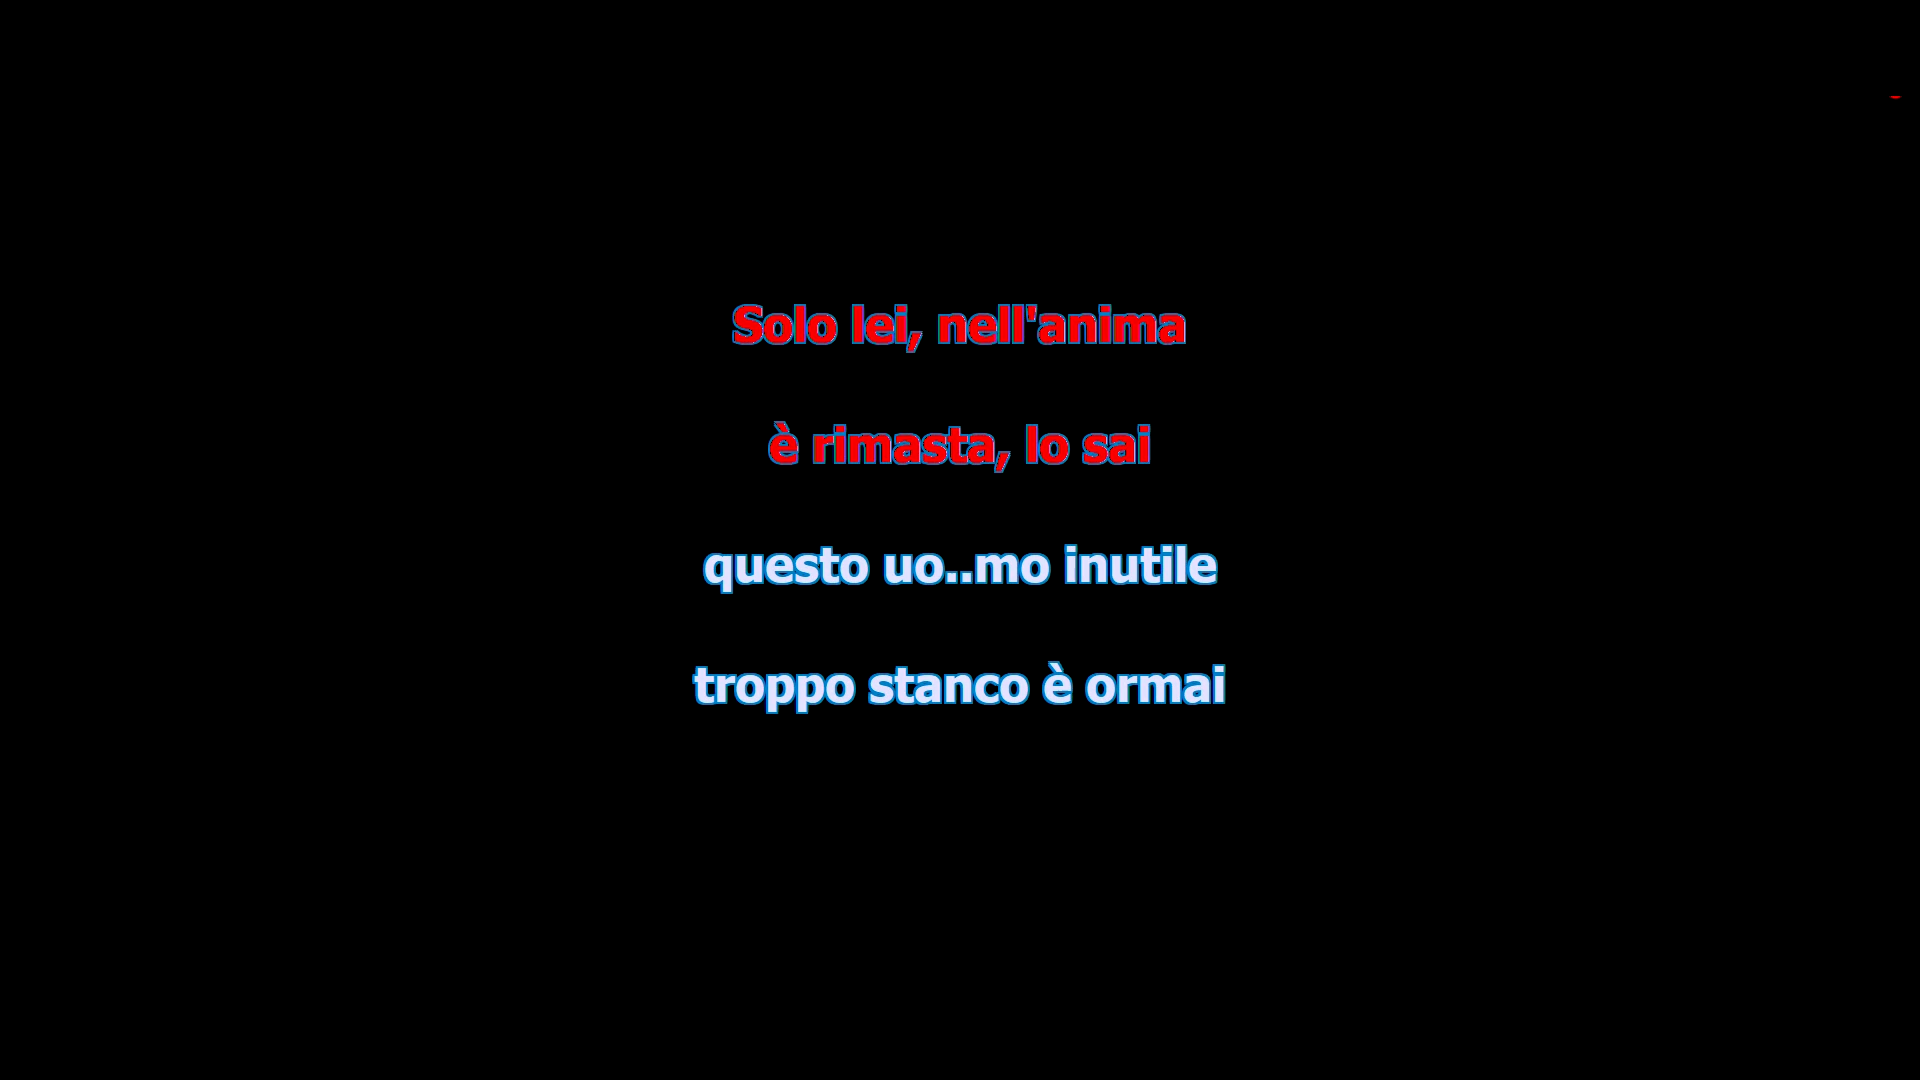 Solo lei, nell'anima
è rimasta, lo sai
questo uo..mo inutile
troppo stanco è ormai